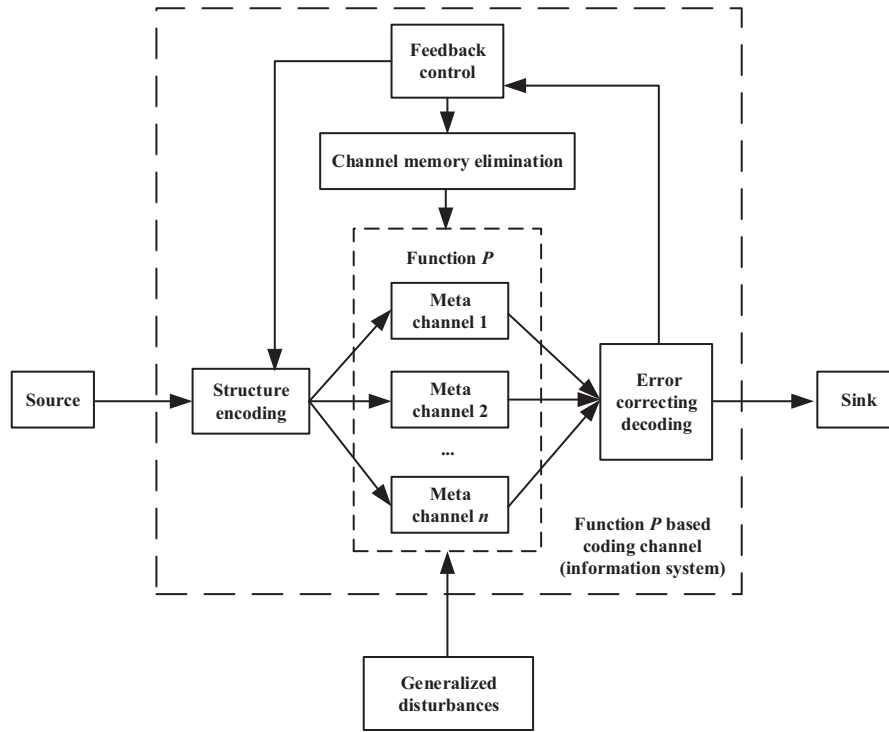 Feedback
control
Channel memory elimination
Function P
Meta
channel 1
Source
Structure
encoding
Meta
channel 2
...
Meta
channel n
Error
correcting
decoding
Sink
Function P based
coding channel
(information system)
Generalized
disturbances